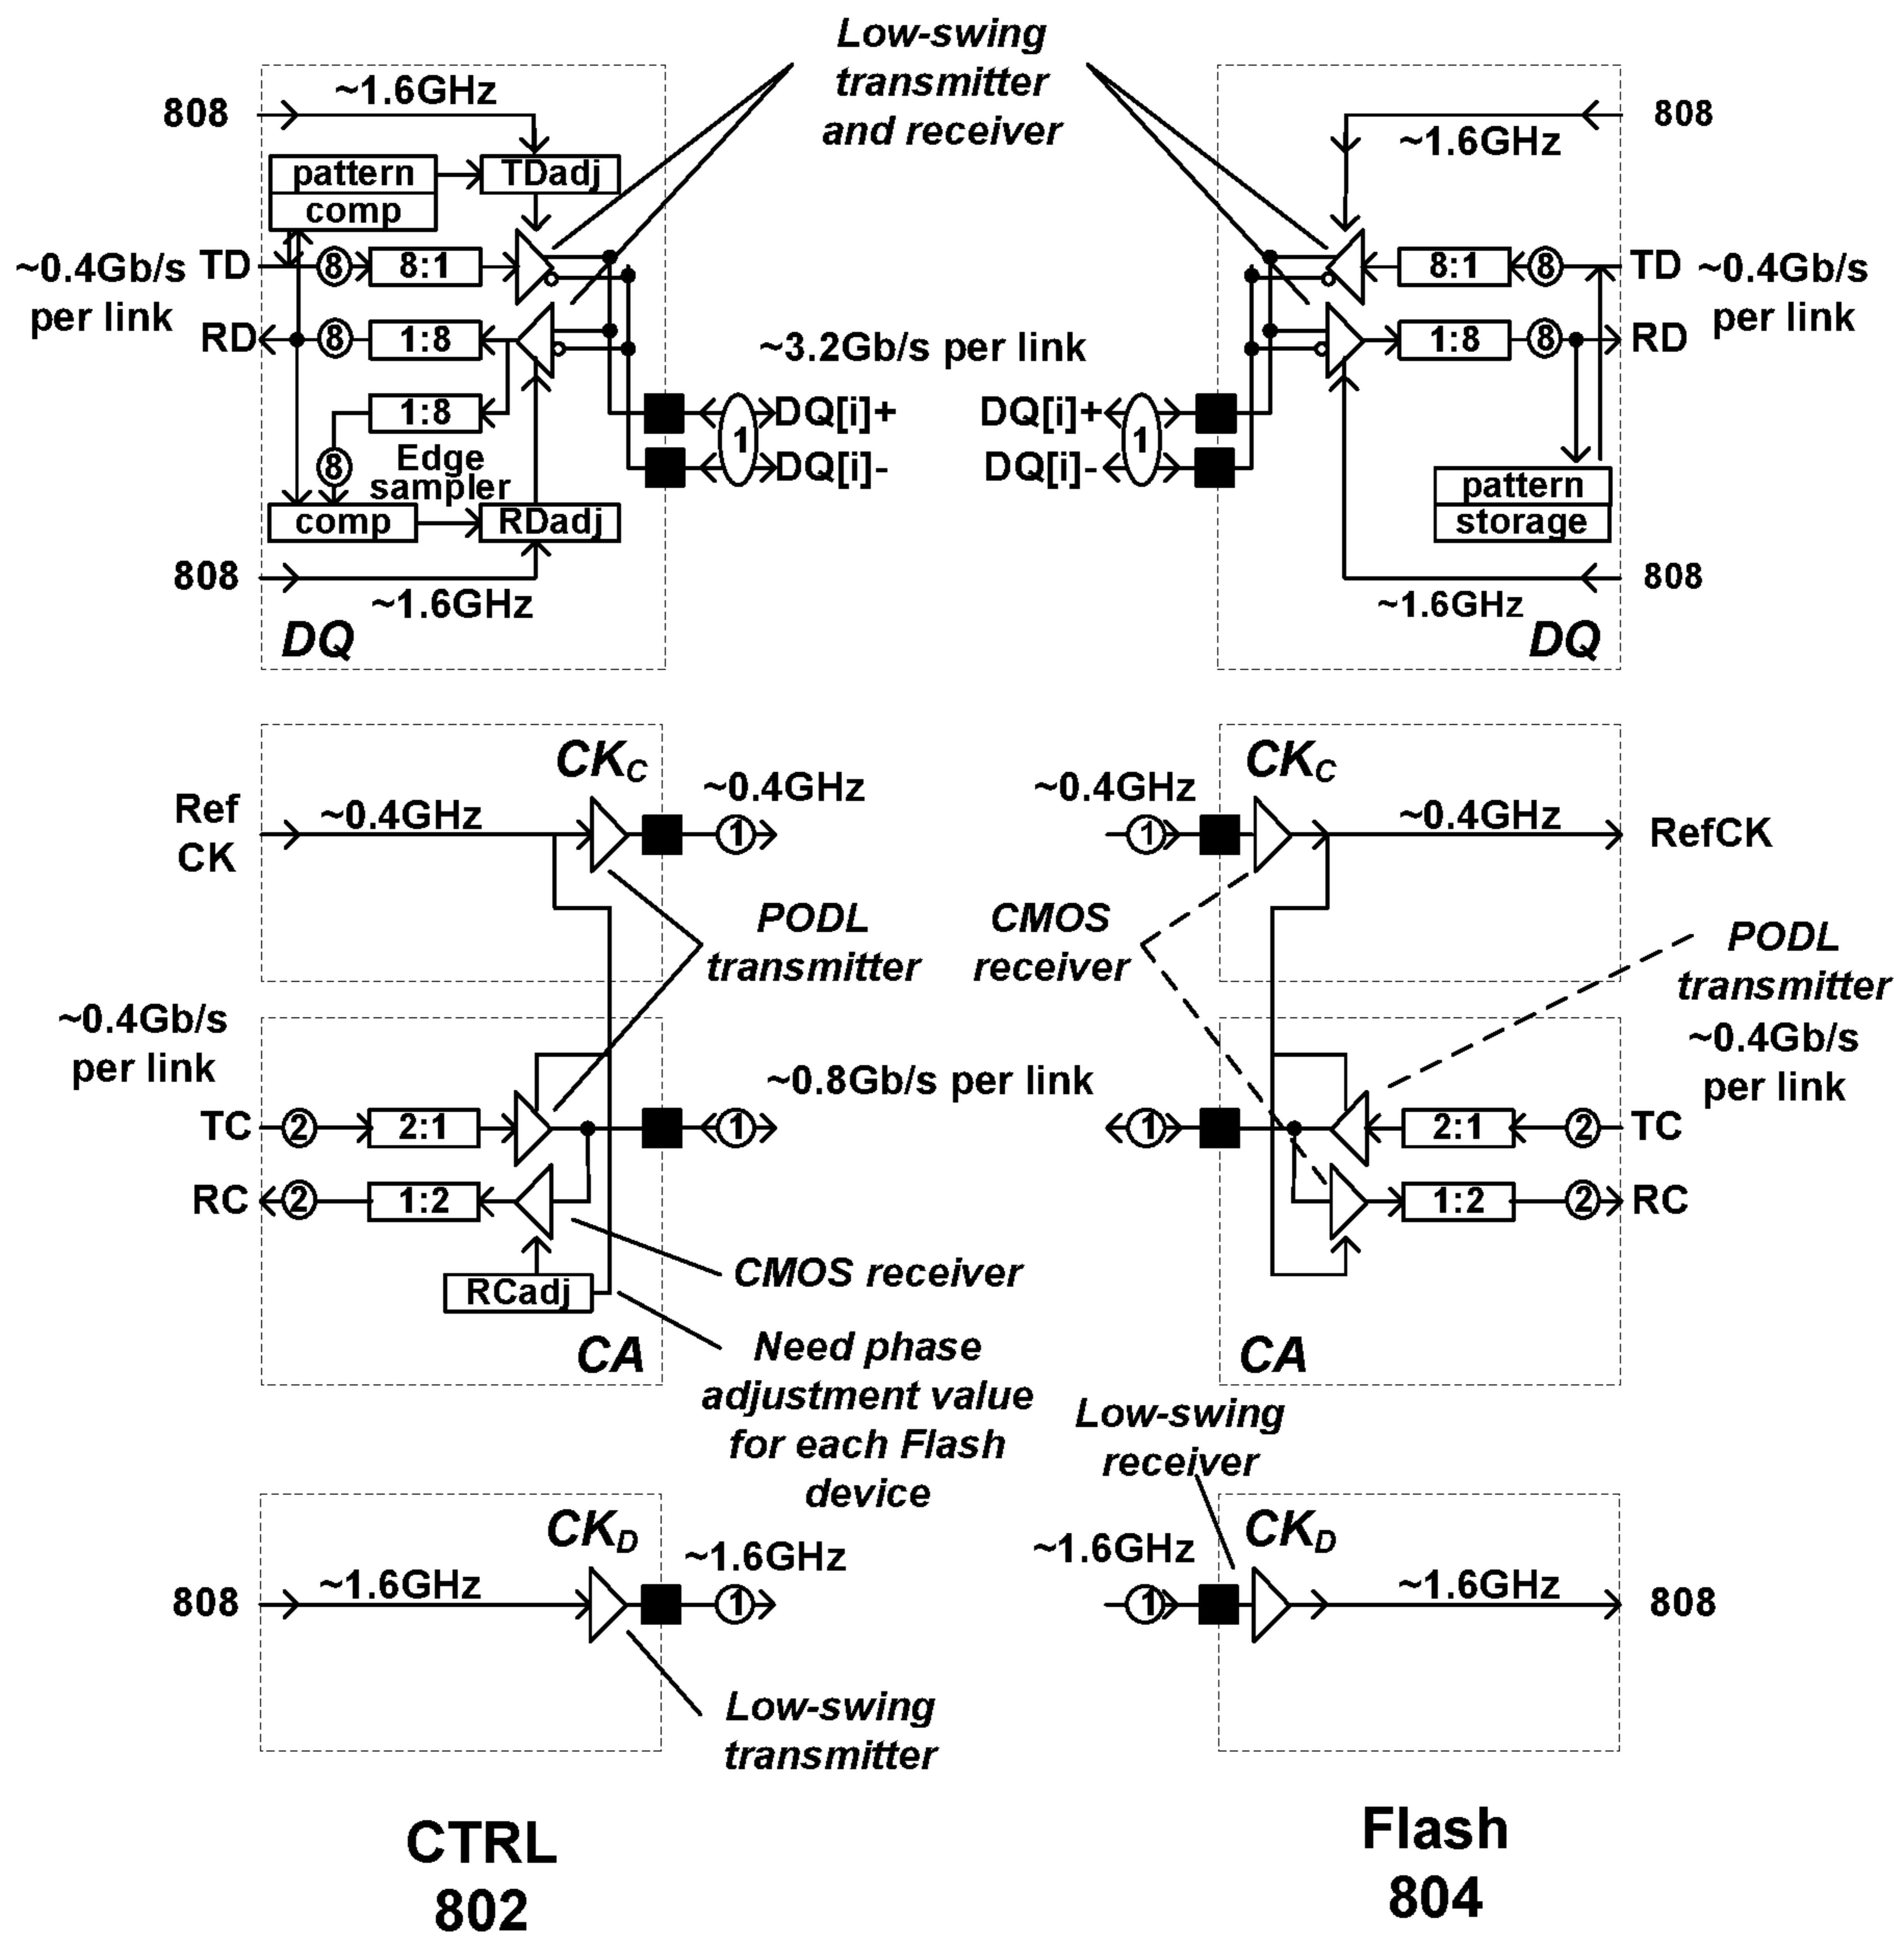 Low-swing
transmitter
and receiver
808
~1.6GHz
pattern
comp
TDadj
~0.4Gb/s
per link
TD
8
8:1
RD
8
1:8
1:8
8
Edge
sampler
comp
RDadj
808
~1.6GHz
DQ
~3.2Gb/s per link
1
DQ[i]+
DQ[i]-
808
~1.6GHz
8:1
8
TD
~0.4Gb/s
per link
1:8
8
RD
DQ[i]+
DQ[i]-
1
pattern
storage
808
~1.6GHz
DQ
CKC
Ref
CK
~0.4GHz
~0.4GHz
1
PODL
transmitter
CKC
~0.4GHz
1
~0.4GHz
RefCK
CMOS
receiver
PODL
transmitter
~0.4Gb/s
per link
TC
2
2:1
RC
2
1:2
~0.8Gb/s per link
1
CMOS receiver
RCadj
CA
Need phase
adjustment value
for each Flash
device
~0.4Gb/s
per link
1
2:1
2
TC
1:2
2
RC
CA
CKD
808
~1.6GHz
~1.6GHz
1
Low-swing
transmitter
Low-swing
receiver
CKD
~1.6GHz
1
~1.6GHz
808
CTRL
802
Flash
804